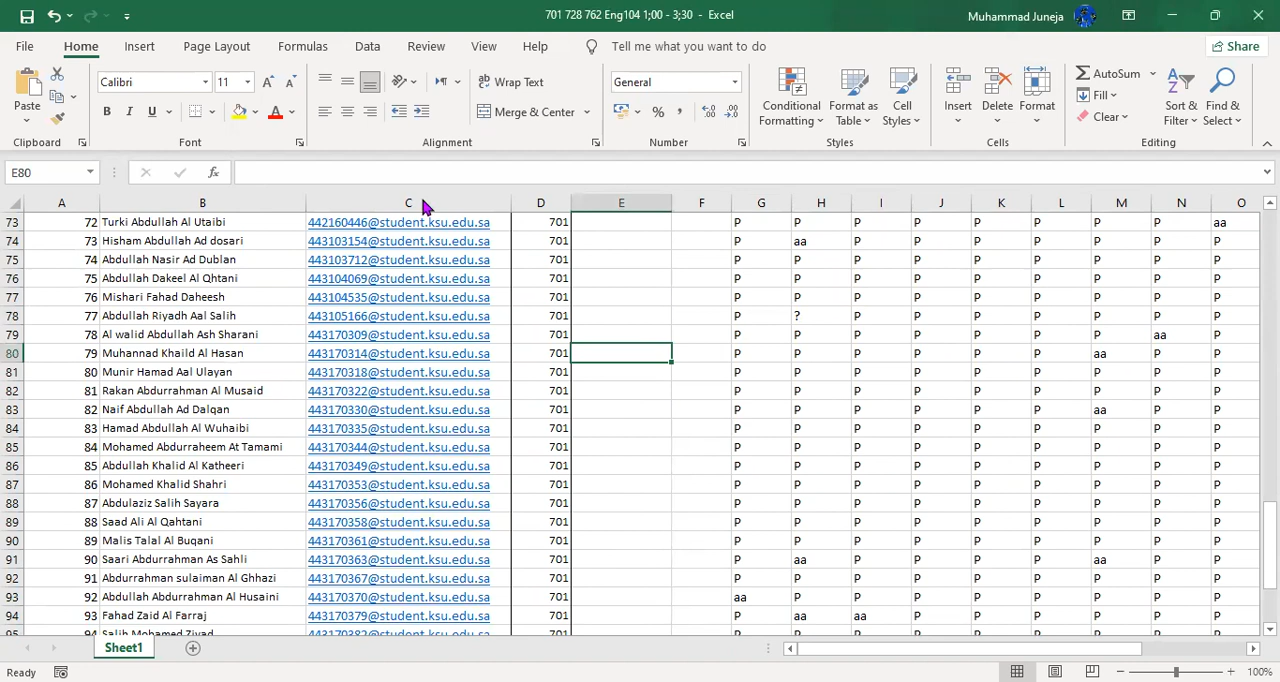 701 728 762 Eng104 1;00 - 3;30 - Excel
Muhammad Juneja
File Home Insert Page Layout Formulas Data Review View Help Tell me what you want to do Share
Paste
Clipboard
Calibri 11
B I U
Font
Wrap Text
Merge & Center
Alignment
General
Number
Conditional Formatting
Format as Table
Cell Styles
Styles
Insert Delete Format
Cells
AutoSum
Fill
Clear
Sort & Filter
Find & Select
Editing
E80 fx
A B C D E F G H I J K L M N O
73 72 Turki Abdullah Al Utaibi 442160446@student.ksu.edu.sa 701 P P P P P P P P aa
74 73 Hisham Abdullah Ad dosari 443103154@student.ksu.edu.sa 701 P aa P P P P P P P
75 74 Abdullah Nasir Ad Dublan 443103712@student.ksu.edu.sa 701 P P P P P P P P P
76 75 Abdullah Dakeel Al Qhtani 443104069@student.ksu.edu.sa 701 P P P P P P P P P
77 76 Mishari Fahad Daheesh 443104535@student.ksu.edu.sa 701 P P P P P P P P P
78 77 Abdullah Riyadh Aal Salih 443105166@student.ksu.edu.sa 701 P ? P P P P P P P
79 78 Al walid Abdullah Ash Sharani 443170309@student.ksu.edu.sa 701 P P P P P P P aa P
80 79 Muhannad Khaild Al Hasan 443170314@student.ksu.edu.sa 701 P P P P P P aa P P
81 80 Munir Hamad Aal Ulayan 443170318@student.ksu.edu.sa 701 P P P P P P P P P
82 81 Rakan Abdurrahman Al Musaid 443170322@student.ksu.edu.sa 701 P P P P P P P P P
83 82 Naif Abdullah Ad Dalqan 443170330@student.ksu.edu.sa 701 P P P P P P aa P P
84 83 Hamad Abdullah Al Wuhaibi 443170335@student.ksu.edu.sa 701 P P P P P P P P P
85 84 Mohamed Abdurraheem At Tamami 443170344@student.ksu.edu.sa 701 P P P P P P P P P
86 85 Abdullah Khalid Al Katheeri 443170349@student.ksu.edu.sa 701 P P P P P P P P P
87 86 Mohamed Khalid Shahri 443170353@student.ksu.edu.sa 701 P P P P P P P P P
88 87 Abdulaziz Salih Sayara 443170356@student.ksu.edu.sa 701 P P P P P P P P P
89 88 Saad Ali Al Qahtani 443170358@student.ksu.edu.sa 701 P P P P P P P P P
90 89 Malis Talal Al Buqani 443170361@student.ksu.edu.sa 701 P P P P P P P P P
91 90 Saari Abdurrahman As Sahli 443170363@student.ksu.edu.sa 701 P aa P P P P aa P P
92 91 Abdurrahman sulaiman Al Ghhazi 443170367@student.ksu.edu.sa 701 P P P P P P P P P
93 92 Abdullah Abdurrahman Al Husaini 443170370@student.ksu.edu.sa 701 aa P P P P P P P P
94 93 Fahad Zaid Al Farraj 443170379@student.ksu.edu.sa 701 P aa aa P P P P P P
95 94 Salih Mohamed Ziyad 443170382@student.ksu.edu.sa 701 P P P P P P P P P
Sheet1
Ready 100%